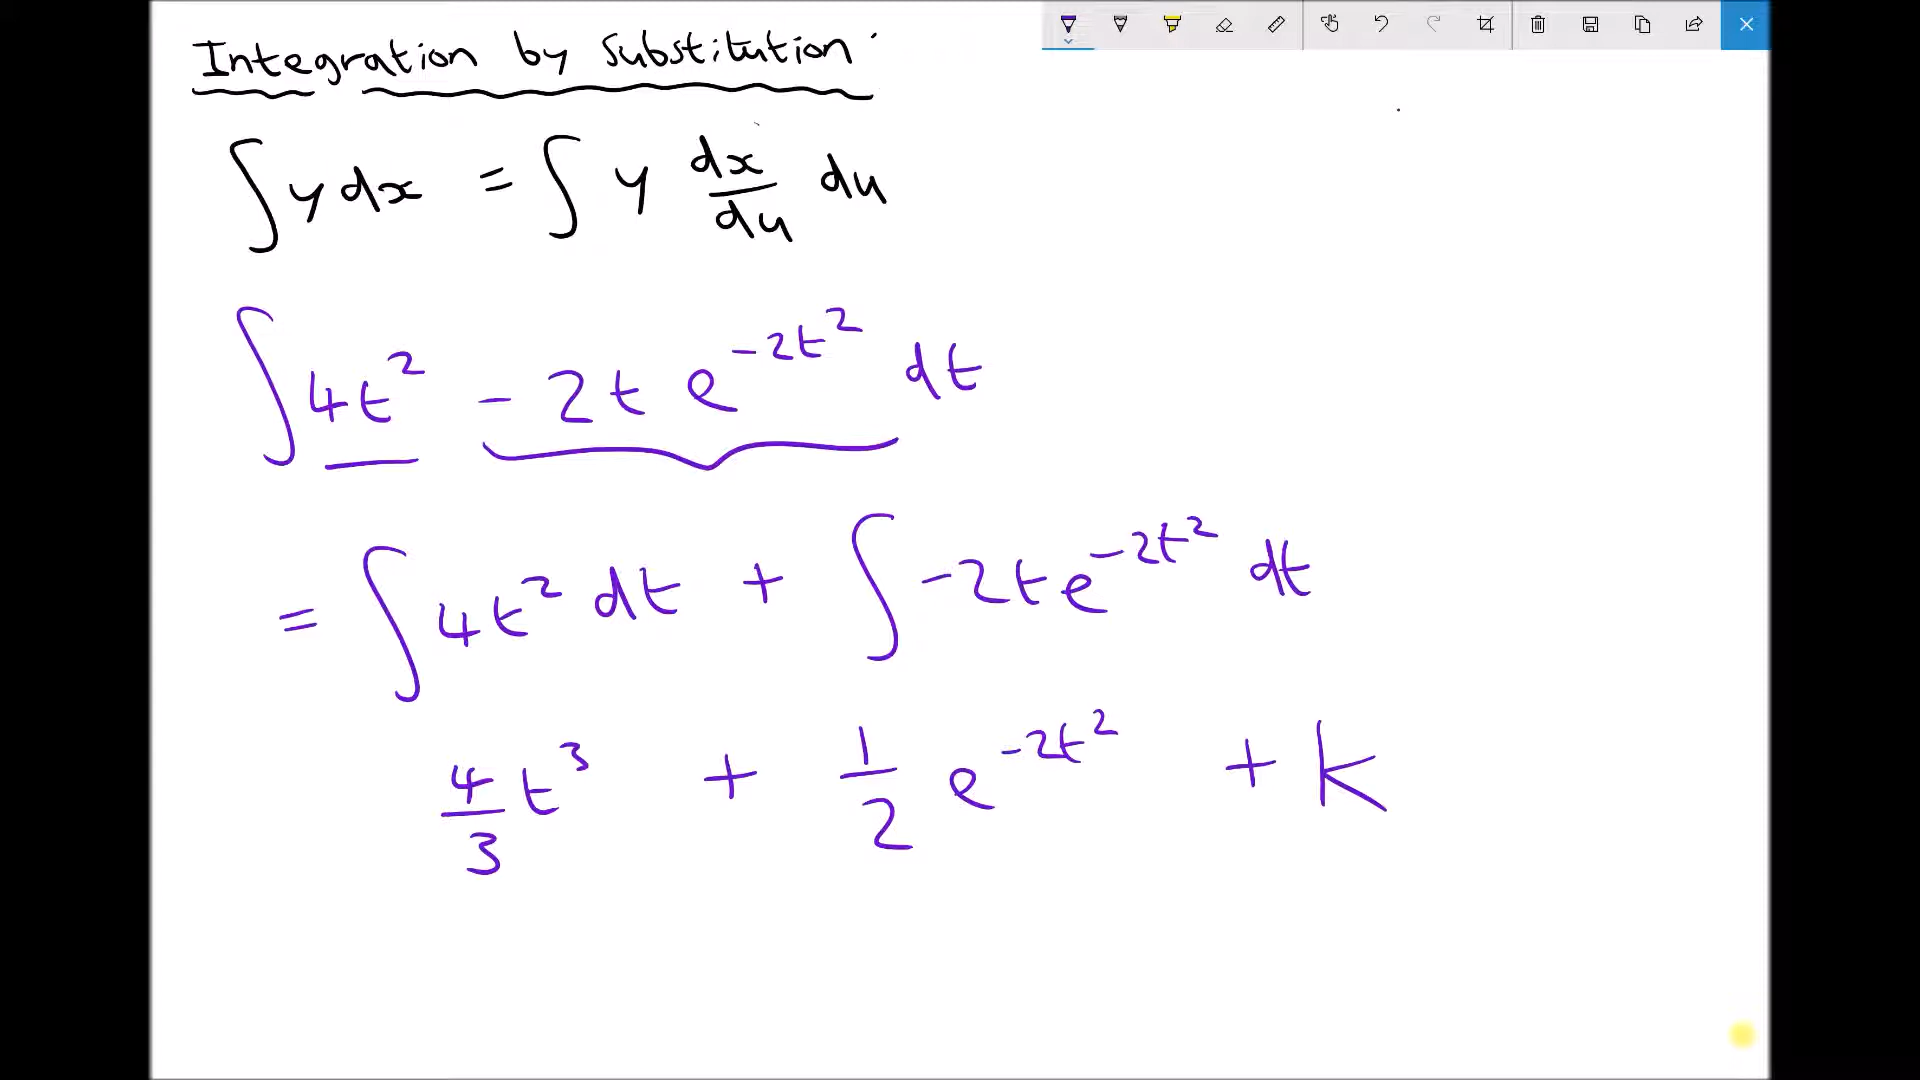 Integration by substitution:
∫ y dx = ∫ y dx/du du
∫ 4t² - 2t e^(-2t²) dt
= ∫ 4t² dt + ∫ -2t e^(-2t²) dt
4/3 t³ + 1/2 e^(-2t²) + k